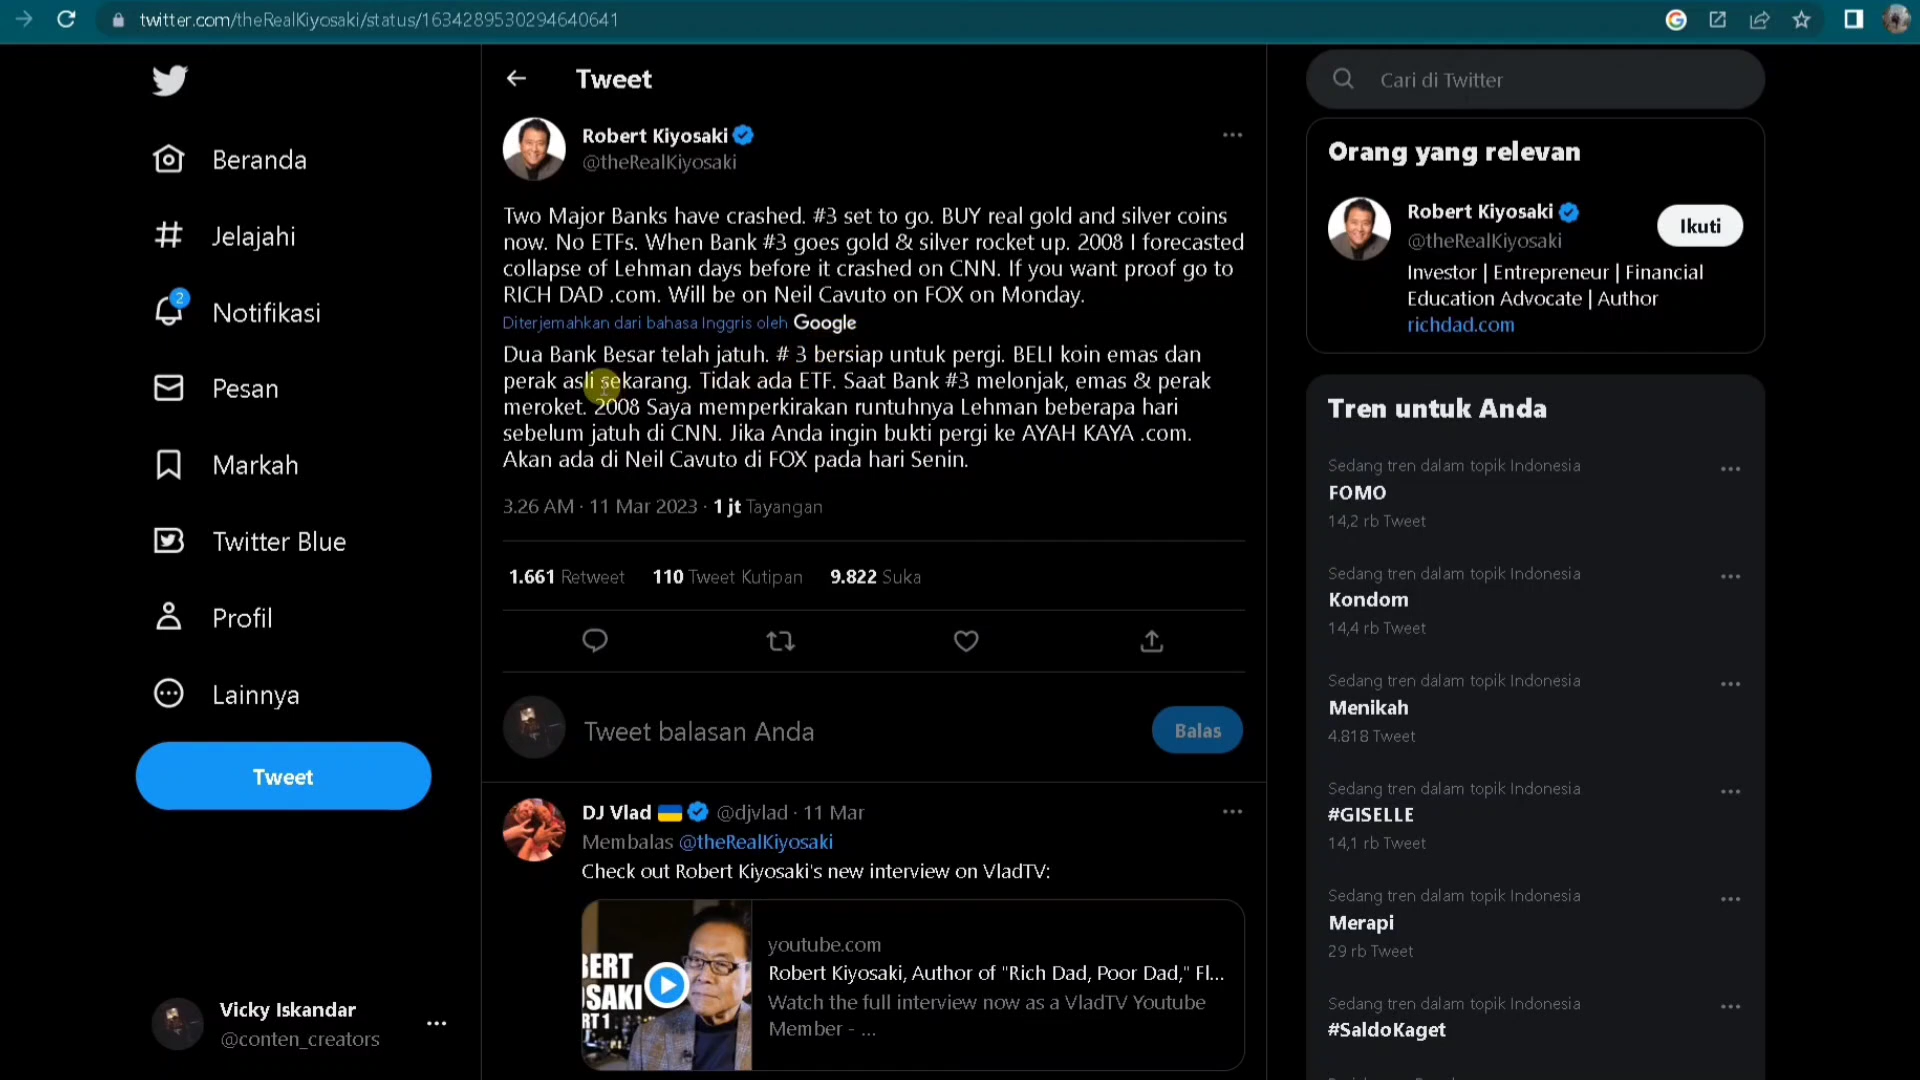 twitter.com/theRealKiyosaki/status/1634289530294640641
Beranda
Jelajahi
2
Notifikasi
Pesan
Markah
Twitter Blue
Profil
Lainnya
Tweet
Vicky Iskandar
@conten_creators
Tweet
Robert Kiyosaki
@theRealKiyosaki
Two Major Banks have crashed. #3 set to go. BUY real gold and silver coins
now. No ETFs. When Bank #3 goes gold & silver rocket up. 2008 I forecasted
collapse of Lehman days before it crashed on CNN. If you want proof go to
RICH DAD .com. Will be on Neil Cavuto on FOX on Monday.
Diterjemahkan dari bahasa Inggris oleh Google
Dua Bank Besar telah jatuh. # 3 bersiap untuk pergi. BELI koin emas dan
perak asli sekarang. Tidak ada ETF. Saat Bank #3 melonjak, emas & perak
meroket. 2008 Saya memperkirakan runtuhnya Lehman beberapa hari
sebelum jatuh di CNN. Jika Anda ingin bukti pergi ke AYAH KAYA .com.
Akan ada di Neil Cavuto di FOX pada hari Senin.
3.26 AM · 11 Mar 2023 · 1 jt Tayangan
1.661 Retweet 110 Tweet Kutipan 9.822 Suka
Tweet balasan Anda
Balas
DJ Vlad @djvlad · 11 Mar
Membalas @theRealKiyosaki
Check out Robert Kiyosaki's new interview on VladTV:
youtube.com
Robert Kiyosaki, Author of "Rich Dad, Poor Dad," Fl...
Watch the full interview now as a VladTV Youtube
Member - ...
Cari di Twitter
Orang yang relevan
Robert Kiyosaki
@theRealKiyosaki
Ikuti
Investor | Entrepreneur | Financial
Education Advocate | Author
richdad.com
Tren untuk Anda
Sedang tren dalam topik Indonesia
FOMO
14,2 rb Tweet
Sedang tren dalam topik Indonesia
Kondom
14,4 rb Tweet
Sedang tren dalam topik Indonesia
Menikah
4.818 Tweet
Sedang tren dalam topik Indonesia
#GISELLE
14,1 rb Tweet
Sedang tren dalam topik Indonesia
Merapi
29 rb Tweet
Sedang tren dalam topik Indonesia
#SaldoKaget